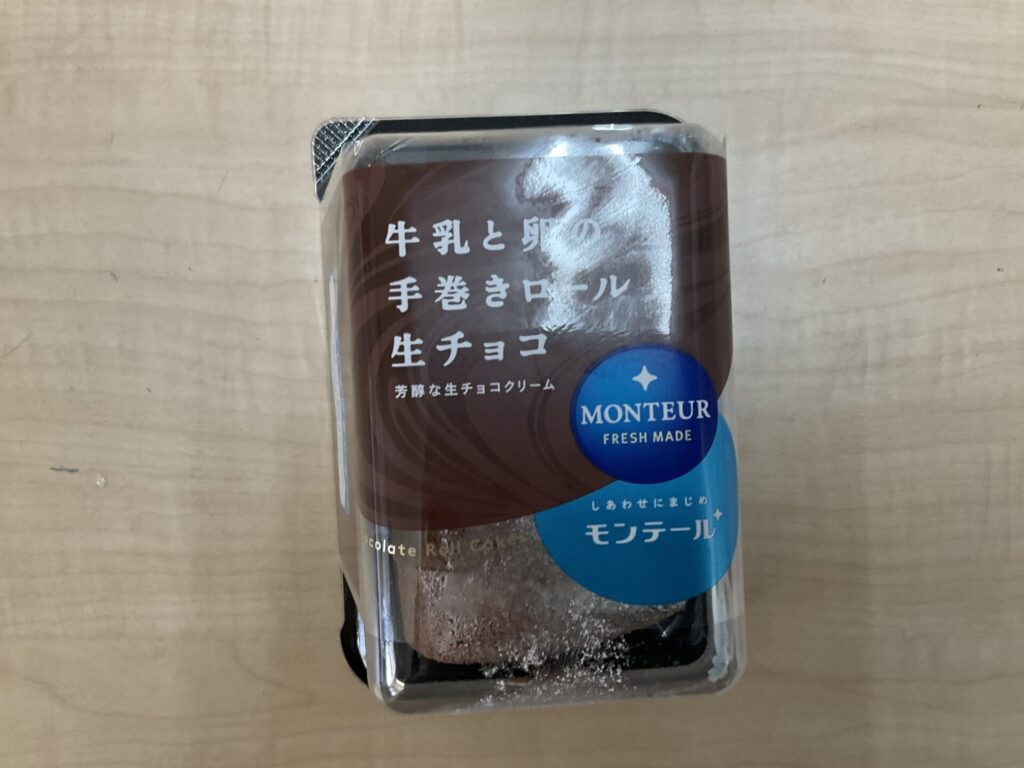 牛乳と卵の
手巻きロール
生チョコ
芳醇な生チョコクリーム
MONTEUR
FRESH MADE
しあわせにまじめ
モンテール
Roll Cake